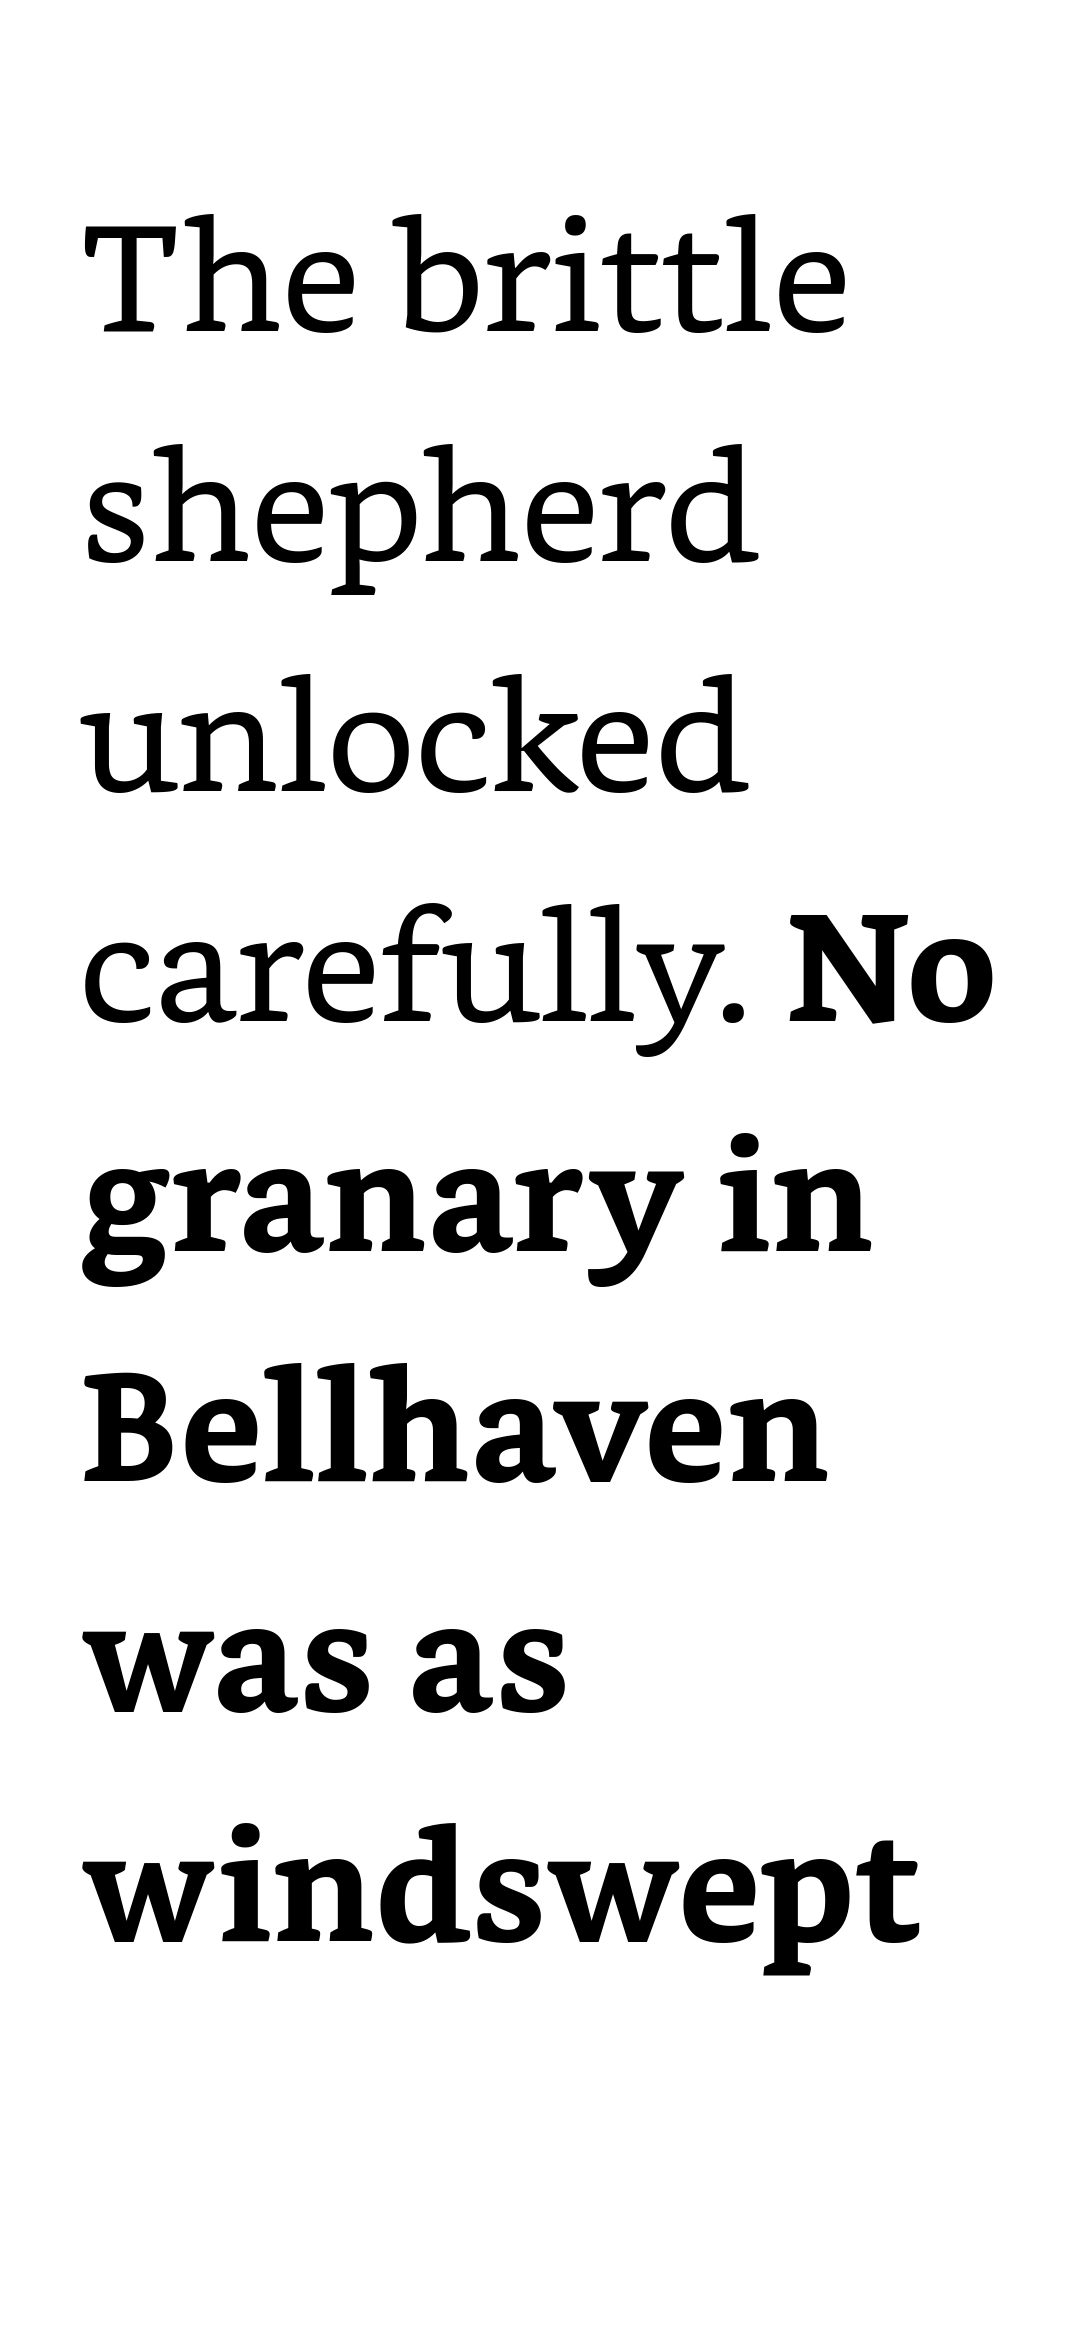 The brittle
shepherd
unlocked
carefully. No
granary in
Bellhaven
was as
windswept